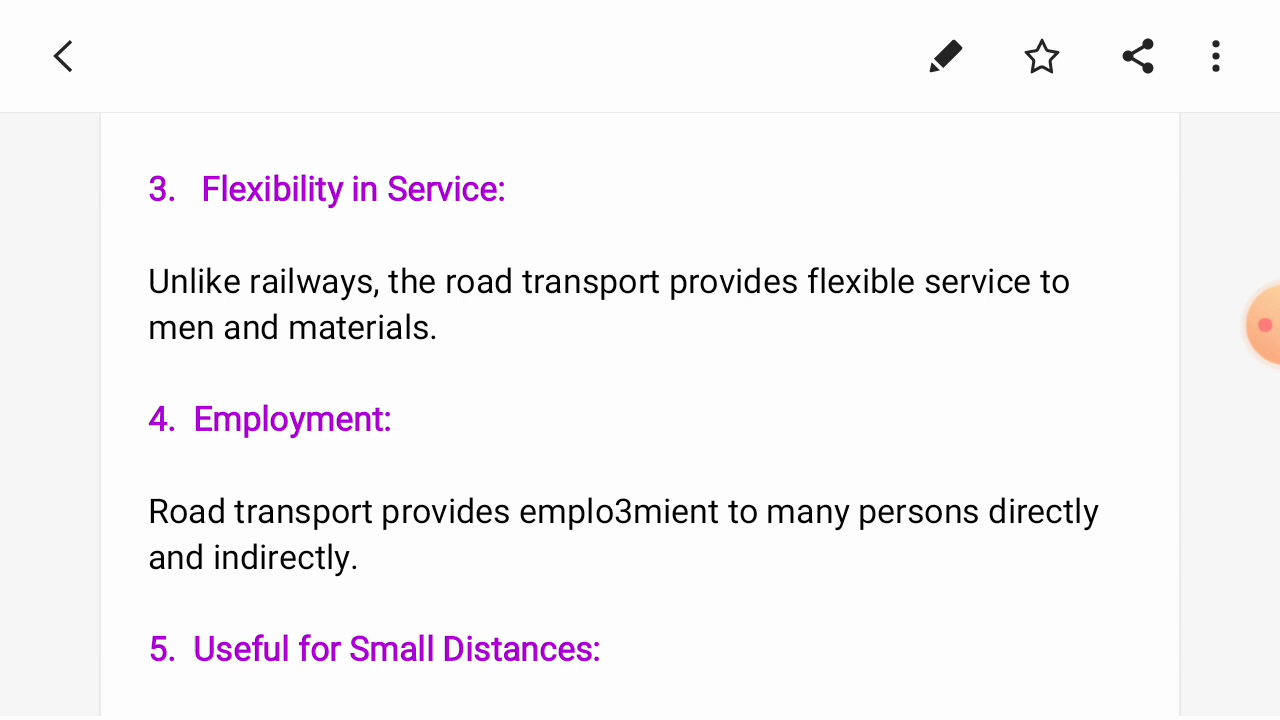 3. Flexibility in Service:
Unlike railways, the road transport provides flexible service to
men and materials.
4. Employment:
Road transport provides emplo3mient to many persons directly
and indirectly.
5. Useful for Small Distances: